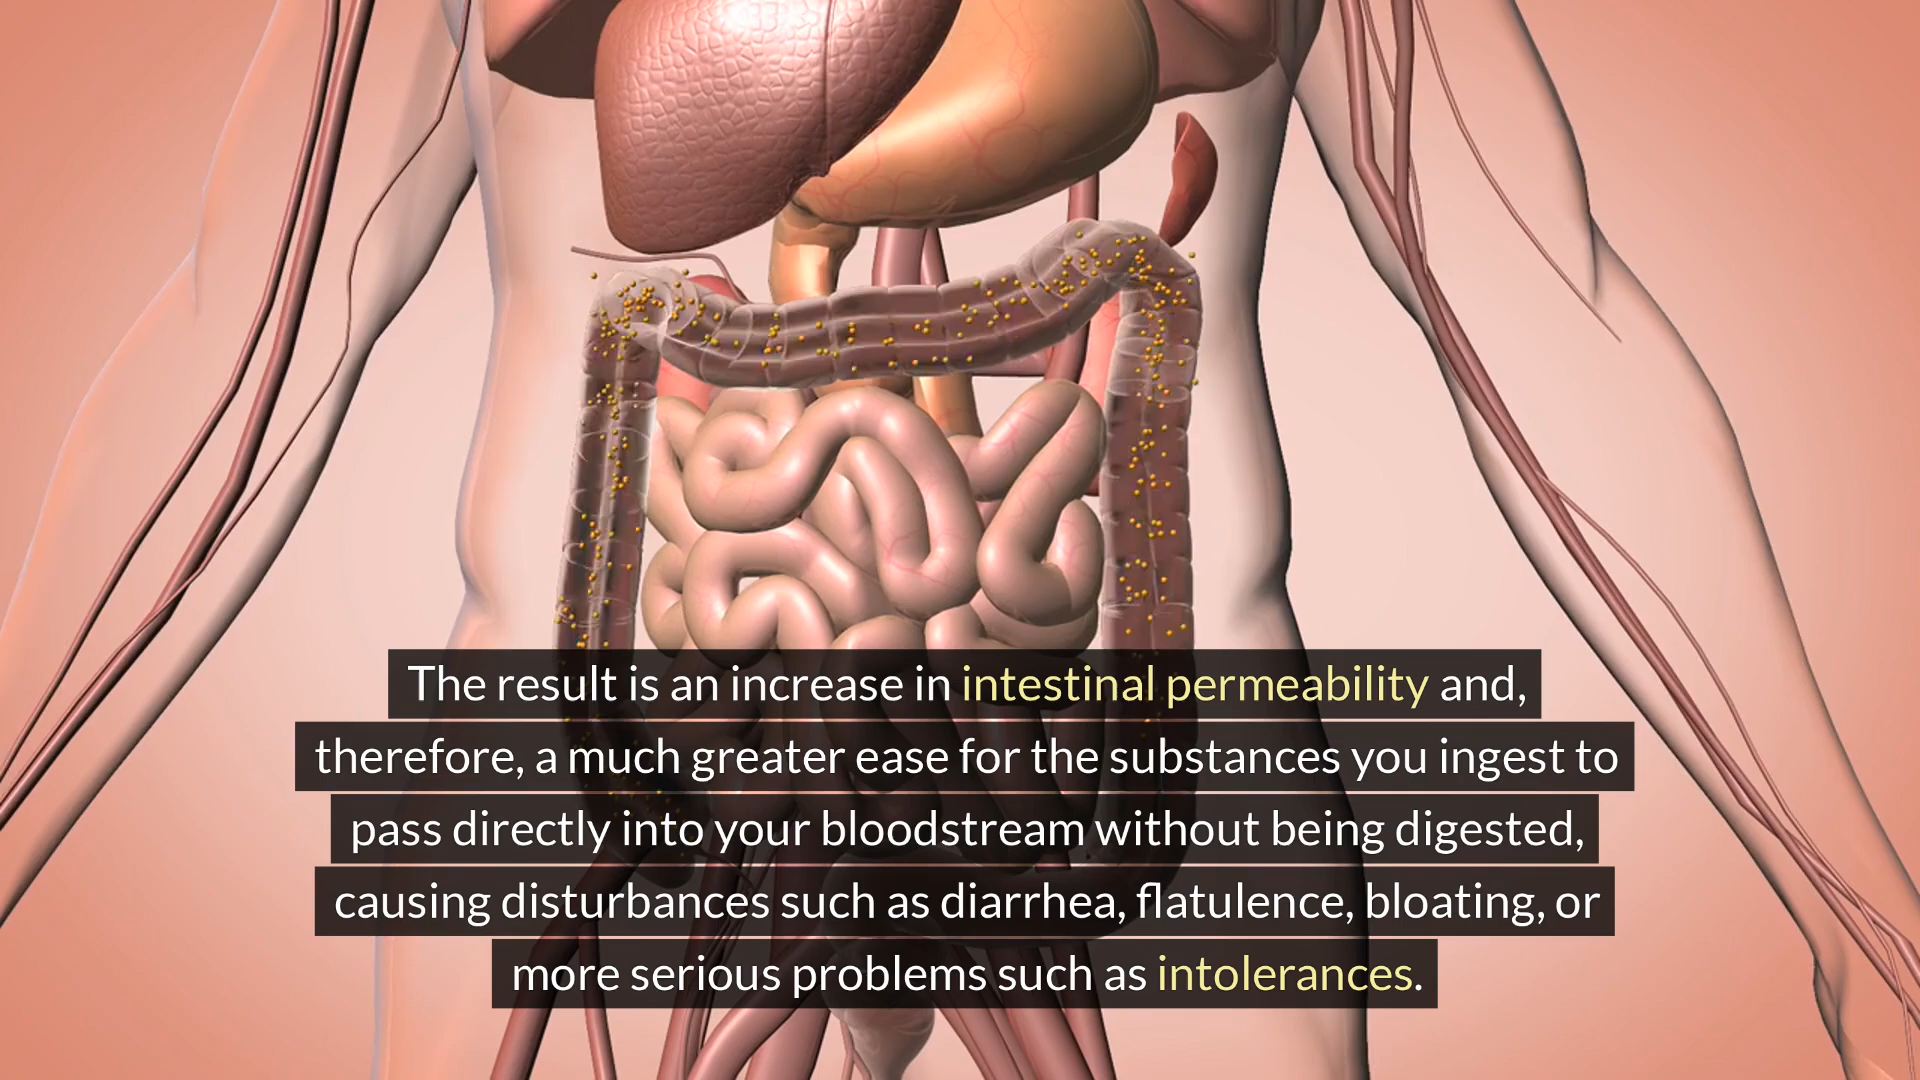 The result is an increase in intestinal permeability and,
therefore, a much greater ease for the substances you ingest to
pass directly into your bloodstream without being digested,
causing disturbances such as diarrhea, flatulence, bloating, or
more serious problems such as intolerances.